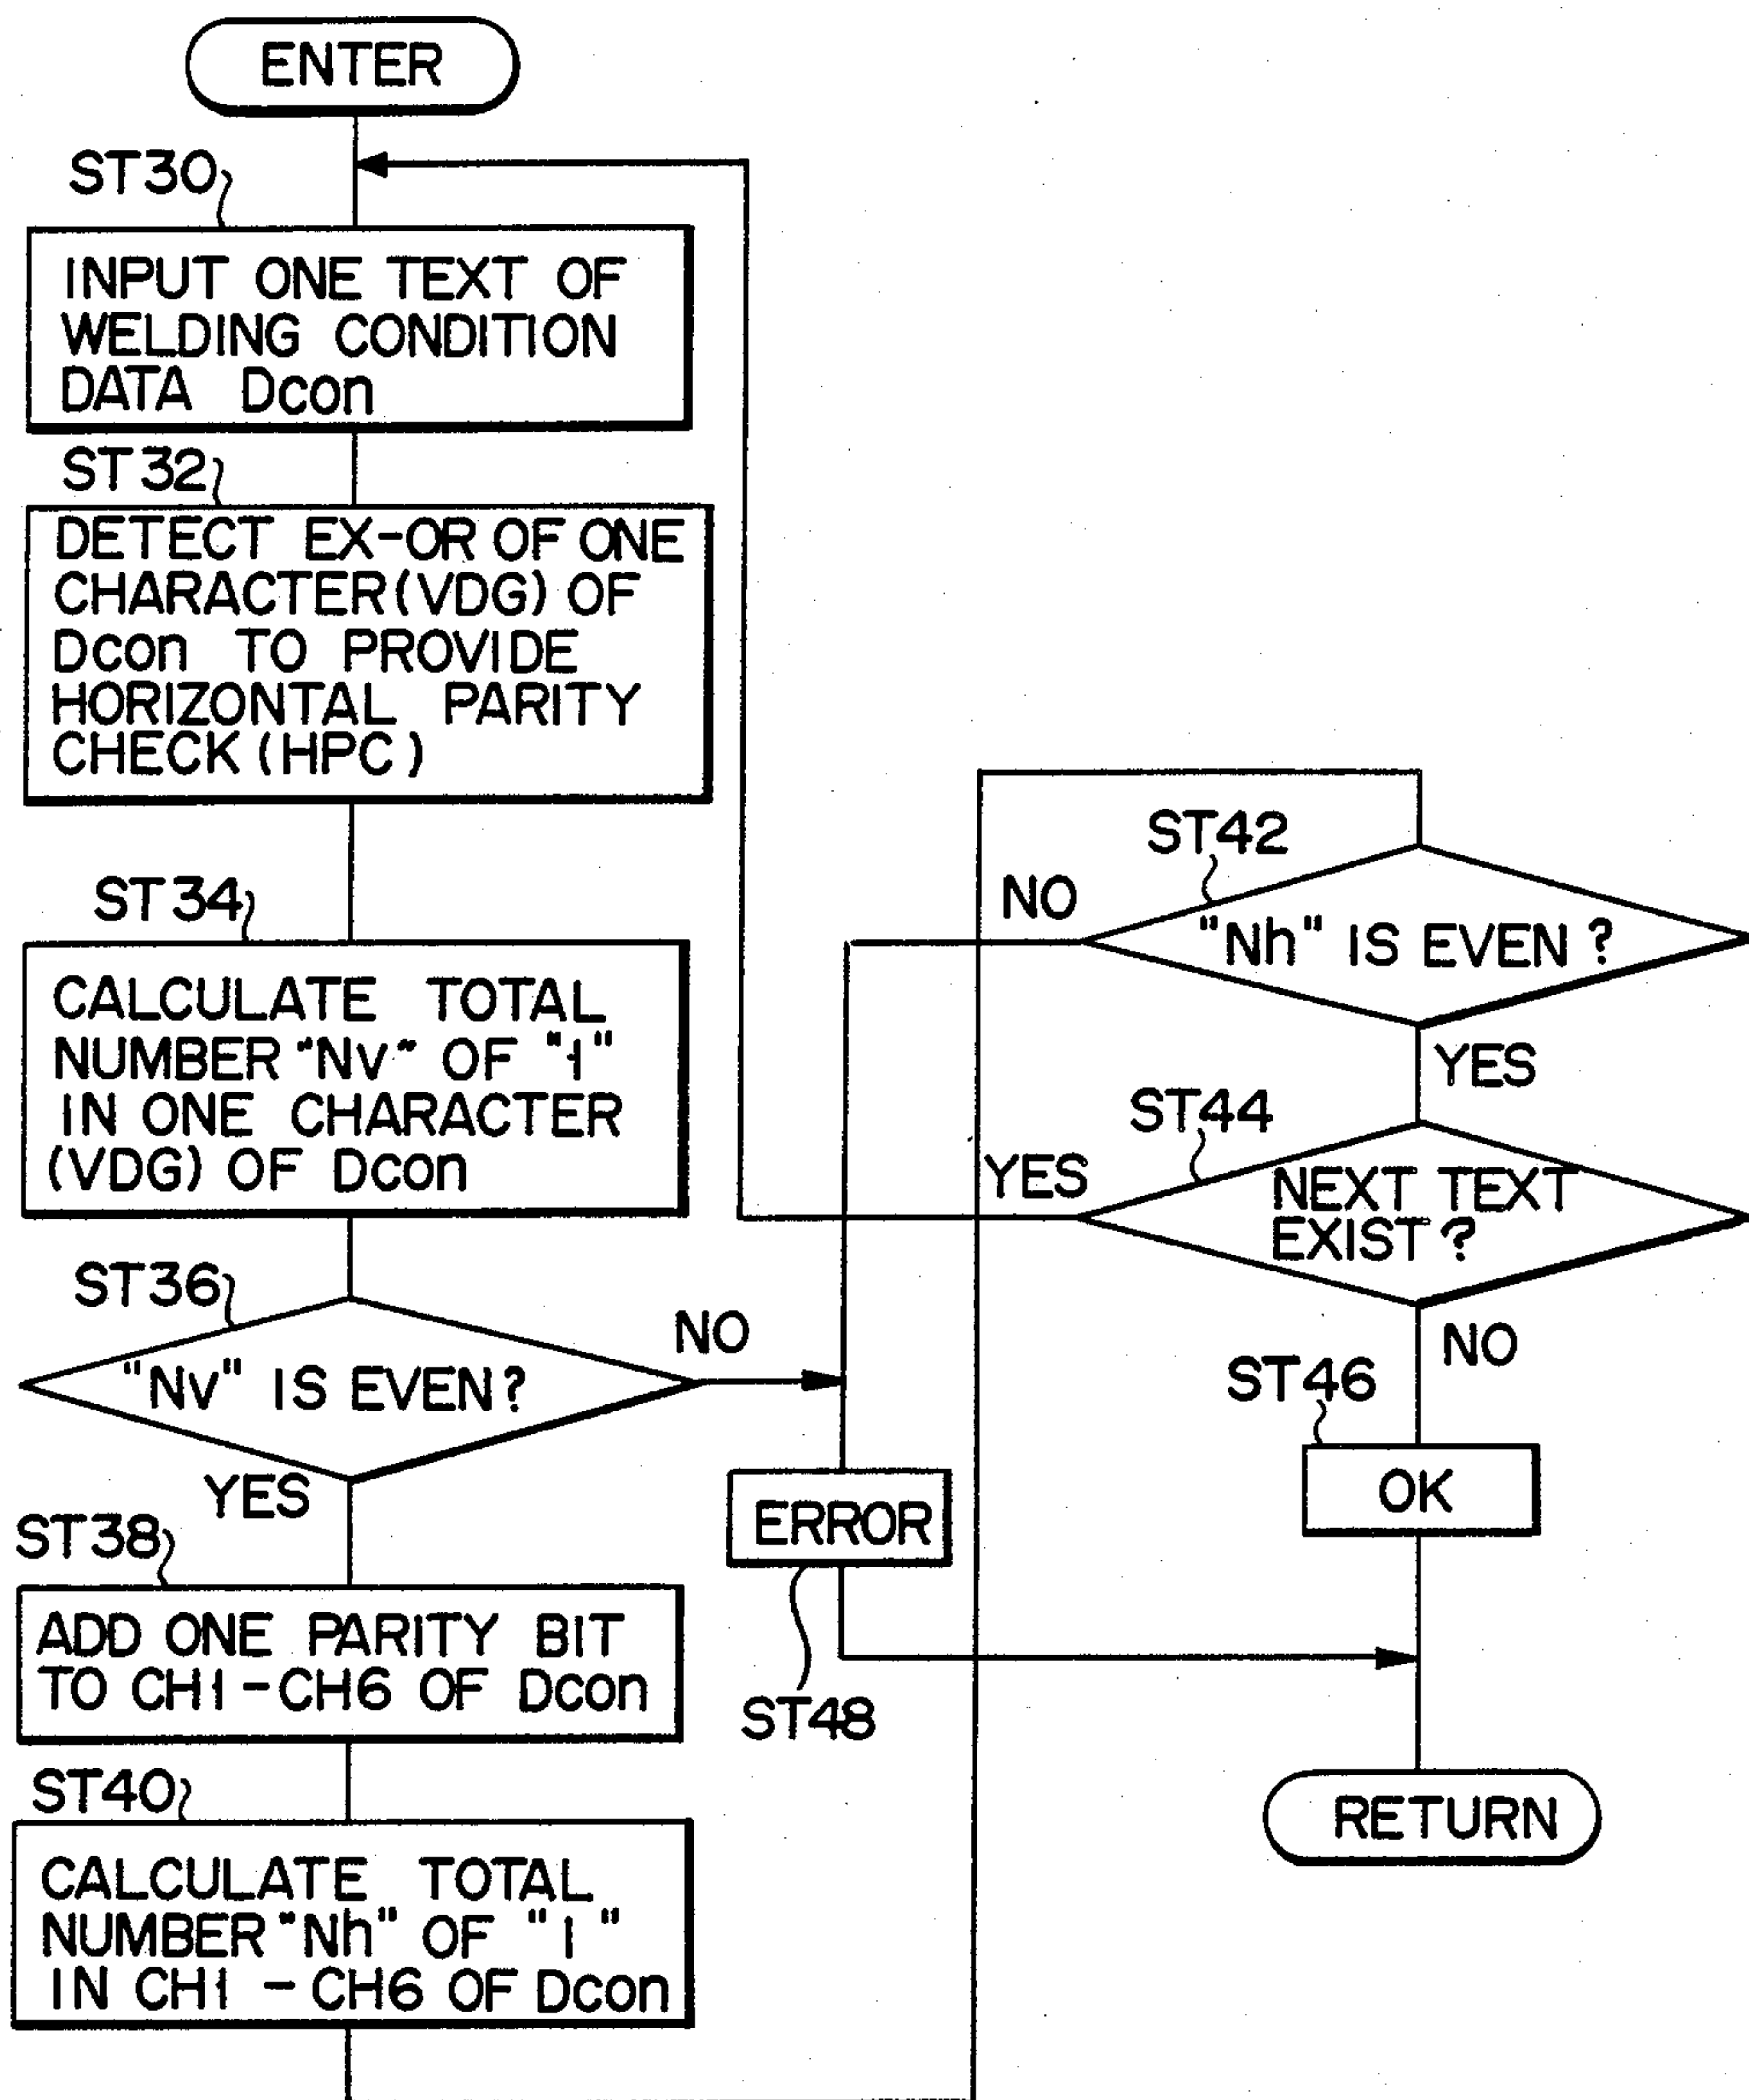 ENTER
ST30
INPUT ONE TEXT OF
WELDING CONDITION
DATA Dcon
ST32
DETECT EX-OR OF ONE
CHARACTER(VDG) OF
Dcon TO PROVIDE
HORIZONTAL PARITY
CHECK(HPC)
ST34
CALCULATE TOTAL
NUMBER "Nv" OF "1"
IN ONE CHARACTER
(VDG) OF Dcon
ST36
"Nv" IS EVEN?
NO
YES
ST38
ADD ONE PARITY BIT
TO CH1-CH6 OF Dcon
ST40
CALCULATE TOTAL
NUMBER "Nh" OF "1"
IN CH1-CH6 OF Dcon
ST42
NO
"Nh" IS EVEN?
YES
ST44
YES
NEXT TEXT
EXIST?
NO
ST46
OK
ERROR
ST48
RETURN